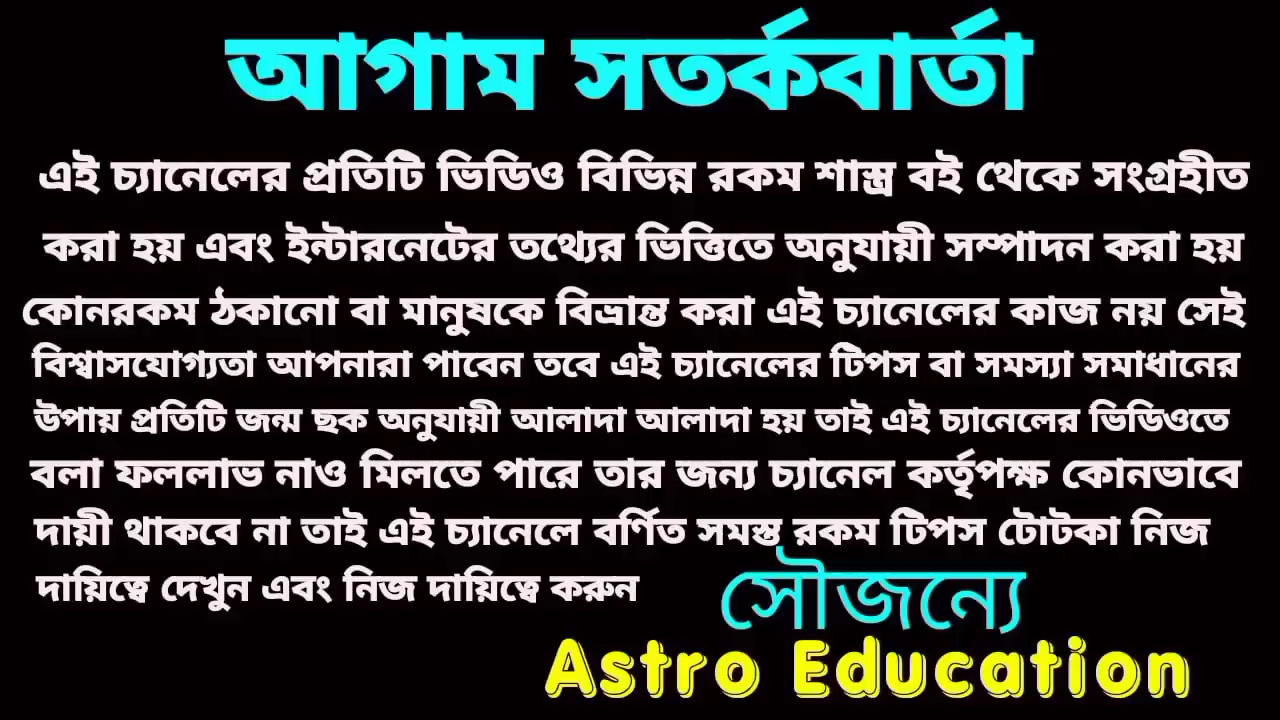 আগাম সতর্কবার্তা
এই চ্যানেলের প্রতিটি ভিডিও বিভিন্ন রকম শাস্ত্র বই থেকে সংগ্রহীত
করা হয় এবং ইন্টারনেটের তথ্যের ভিত্তিতে অনুযায়ী সম্পাদন করা হয়
কোনরকম ঠকানো বা মানুষকে বিভ্রান্ত করা এই চ্যানেলের কাজ নয় সেই
বিশ্বাসযোগ্যতা আপনারা পাবেন তবে এই চ্যানেলের টিপস বা সমস্যা সমাধানের
উপায় প্রতিটি জন্ম ছক অনুযায়ী আলাদা আলাদা হয় তাই এই চ্যানেলের ভিডিওতে
বলা ফললাভ নাও মিলতে পারে তার জন্য চ্যানেল কর্তৃপক্ষ কোনভাবে
দায়ী থাকবে না তাই এই চ্যানেলে বর্ণিত সমস্ত রকম টিপস টোটকা নিজ
দায়িত্বে দেখুন এবং নিজ দায়িত্বে করুন
সৌজন্যে
Astro Education